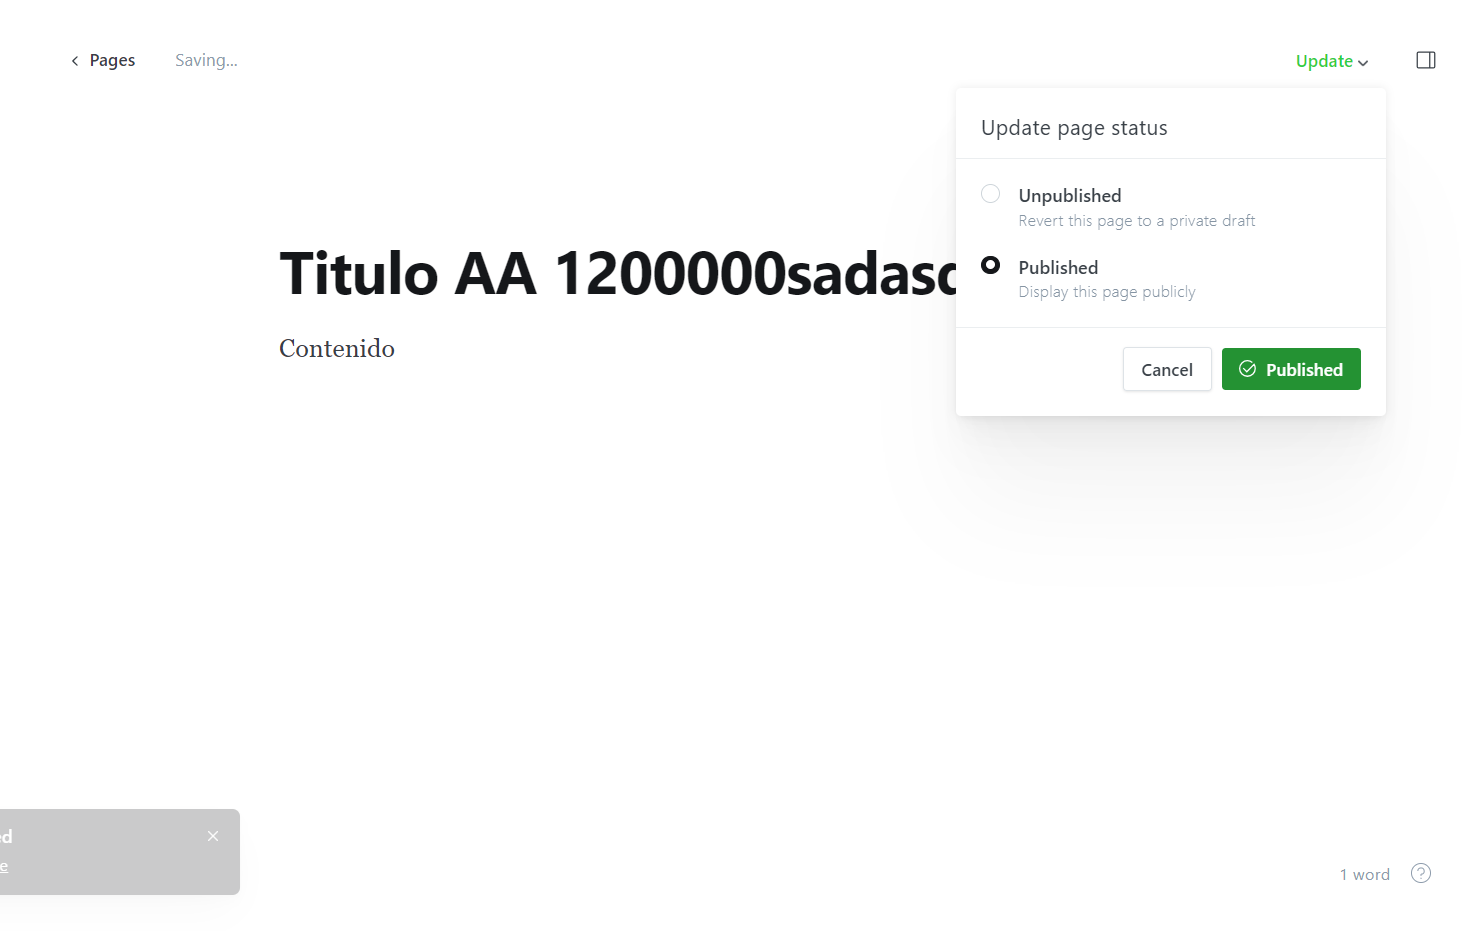 Pages
Saving...
Update
Update page status
Unpublished
Revert this page to a private draft
Published
Display this page publicly
Cancel
Published
Titulo AA 1200000sadasc
Contenido
1 word